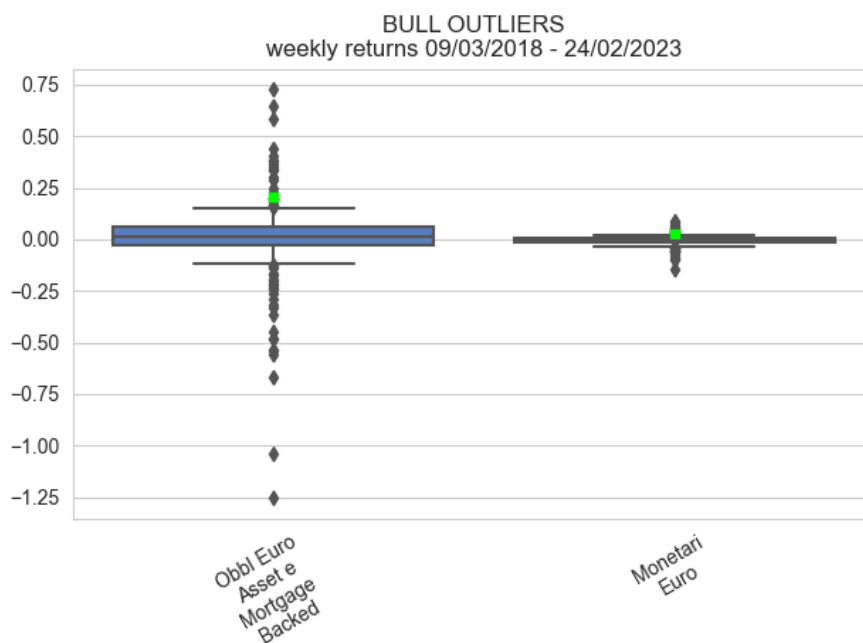 BULL OUTLIERS
weekly returns 09/03/2018 - 24/02/2023
0.75
0.50
0.25
0.00
−0.25
−0.50
−0.75
−1.00
−1.25
Obbl Euro
Asset e
Mortgage
Backed
Monetari
Euro